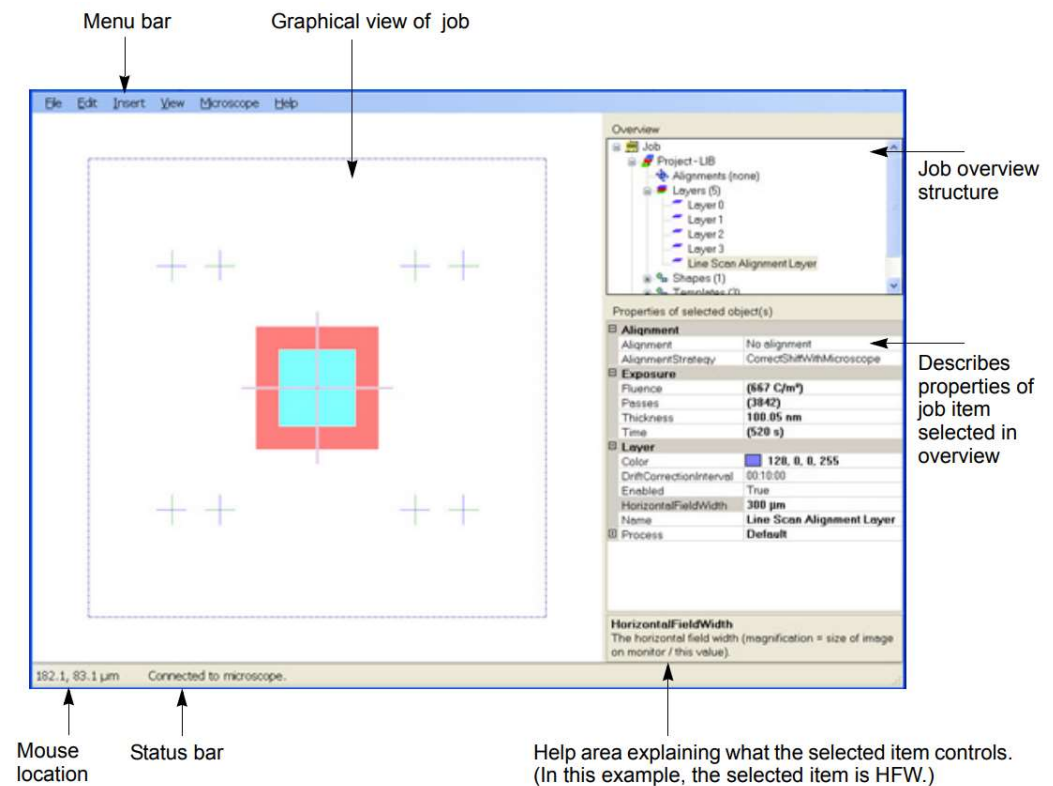 Menu bar
Graphical view of job
File Edit Insert View Microscope Help
Overview
Job
Project-LIB
Alignments (none)
Layers (5)
Layer 0
Layer 1
Layer 2
Layer 3
Line Scan Alignment Layer
Shapes (1)
Templates (3)
Job overview
structure
Properties of selected object(s)
Alignment
Alignment No alignment
AlignmentStrategy CorrectShiftWithMicroscope
Exposure
Fluence (667 C/m²)
Passes (3842)
Thickness 100.05 nm
Time (520 s)
Layer
Color 128, 0, 0, 255
DriftCorrectionInterval 00:10:00
Enabled True
HorizontalFieldWidth 300 µm
Name Line Scan Alignment Layer
Process Default
Describes
properties of
job item
selected in
overview
HorizontalFieldWidth
The horizontal field width (magnification = size of image
on monitor / this value).
182.1, 83.1 µm Connected to microscope.
Mouse
location
Status bar
Help area explaining what the selected item controls.
(In this example, the selected item is HFW.)